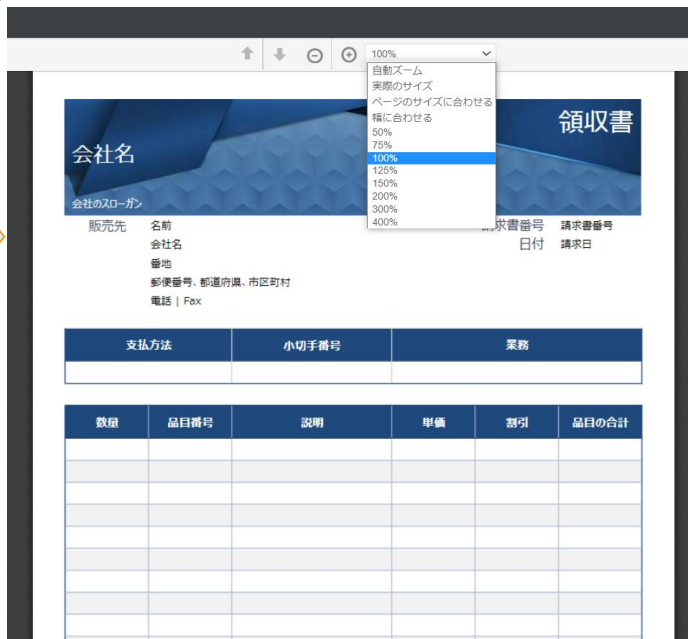 100%
自動ズーム
実際のサイズ
ページのサイズに合わせる
幅に合わせる
50%
75%
100%
125%
150%
200%
300%
400%
領収書
会社名
会社のスローガン
販売先 名前
会社名
番地
郵便番号、都道府県、市区町村
電話 | Fax
求書番号 請求書番号
日付 請求日
支払方法 小切手番号 業務
数量 品目番号 説明 単価 割引 品目の合計